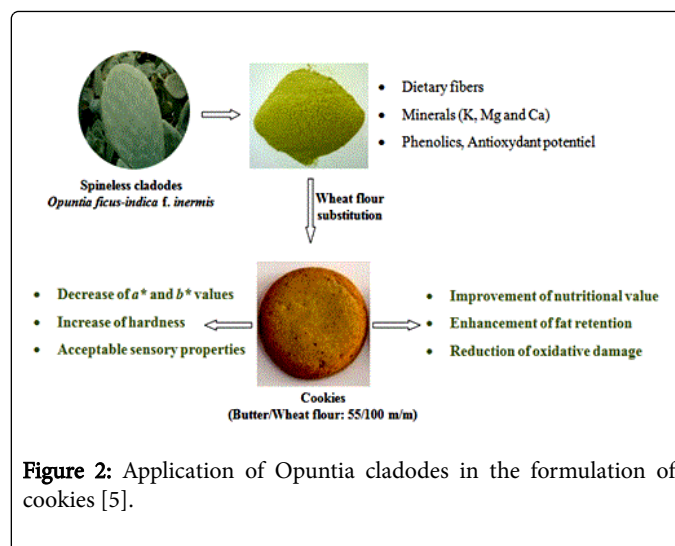 • Dietary fibers
• Minerals (K, Mg and Ca)
• Phenolics, Antioxydant potentiel
Spineless cladodes
Opuntia ficus-indica f. inermis
Wheat flour
substitution
• Decrease of a* and b* values
• Increase of hardness
• Acceptable sensory properties
• Improvement of nutritional value
• Enhancement of fat retention
• Reduction of oxidative damage
Cookies
(Butter/Wheat flour: 55/100 m/m)
Figure 2: Application of Opuntia cladodes in the formulation of
cookies [5].